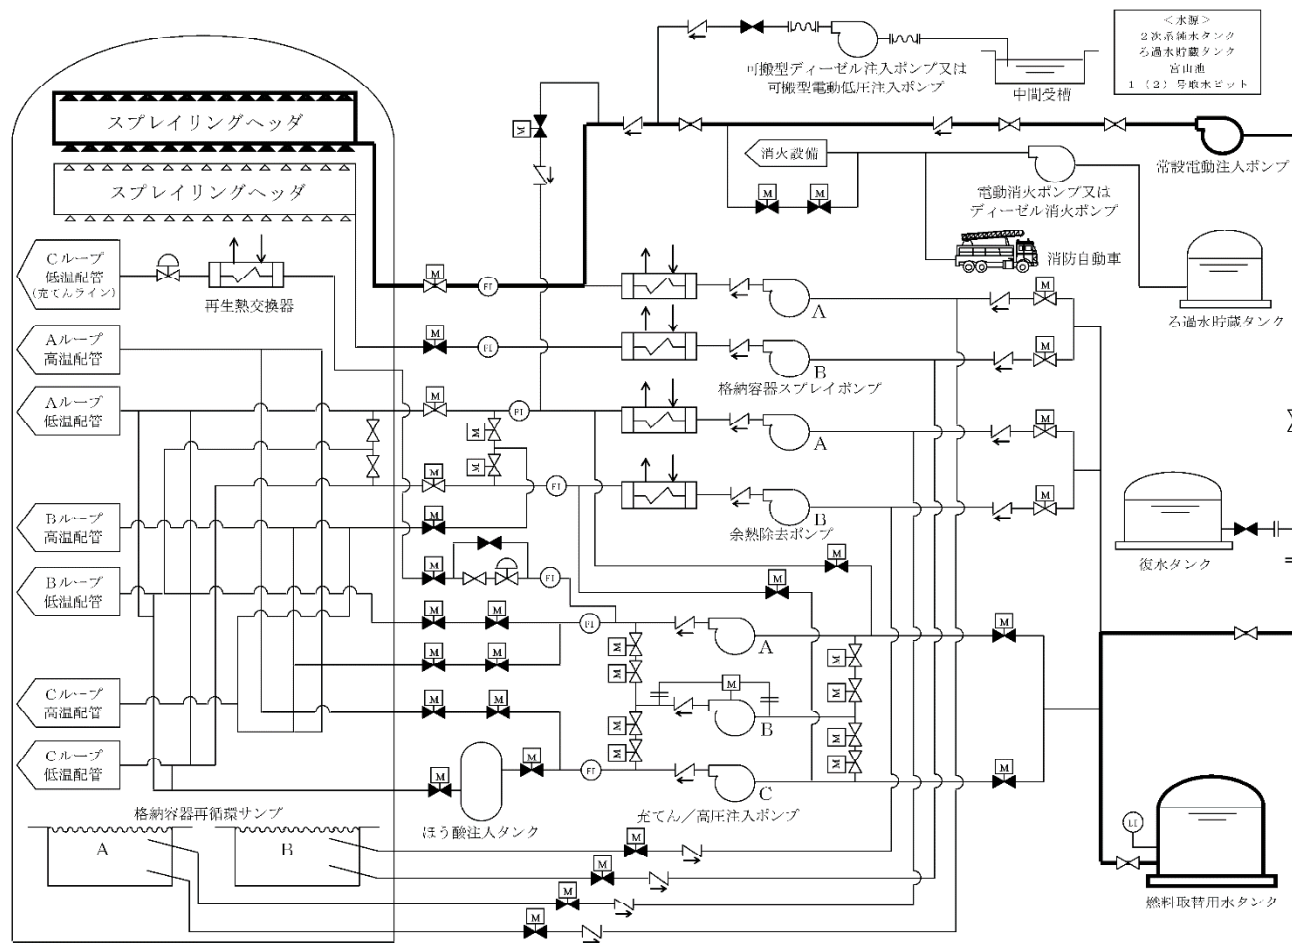 <水源>
2次系純水タンク
ろ過水貯蔵タンク
宮山池
1(2)号取水ピット
可搬型ディーゼル注入ポンプ又は
可搬型電動低圧注入ポンプ
中間受槽
スプレイリングヘッダ
M
消火設備
常設電動注入ポンプ
スプレイリングヘッダ
M
M
電動消火ポンプ又は
ディーゼル消火ポンプ
消防自動車
Cループ
低温配管
(充てんライン)
再生熱交換器
M
FI
A
M
ろ過水貯蔵タンク
Aループ
高温配管
M
FI
B
M
格納容器スプレイポンプ
Aループ
低温配管
M
FI
M
A
M
M
M
FI
B
M
余熱除去ポンプ
Bループ
高温配管
M
復水タンク
M
FI
M
M
Bループ
低温配管
M
M
FI
A
M
M
M
M
M
M
M
Cループ
高温配管
M
M
M
B
M
M
M
M
Cループ
低温配管
M
M
FI
C
M
ほう酸注入タンク
充てん/高圧注入ポンプ
格納容器再循環サンプ
A
B
M
M
M
M
LI
燃料取替用水タンク